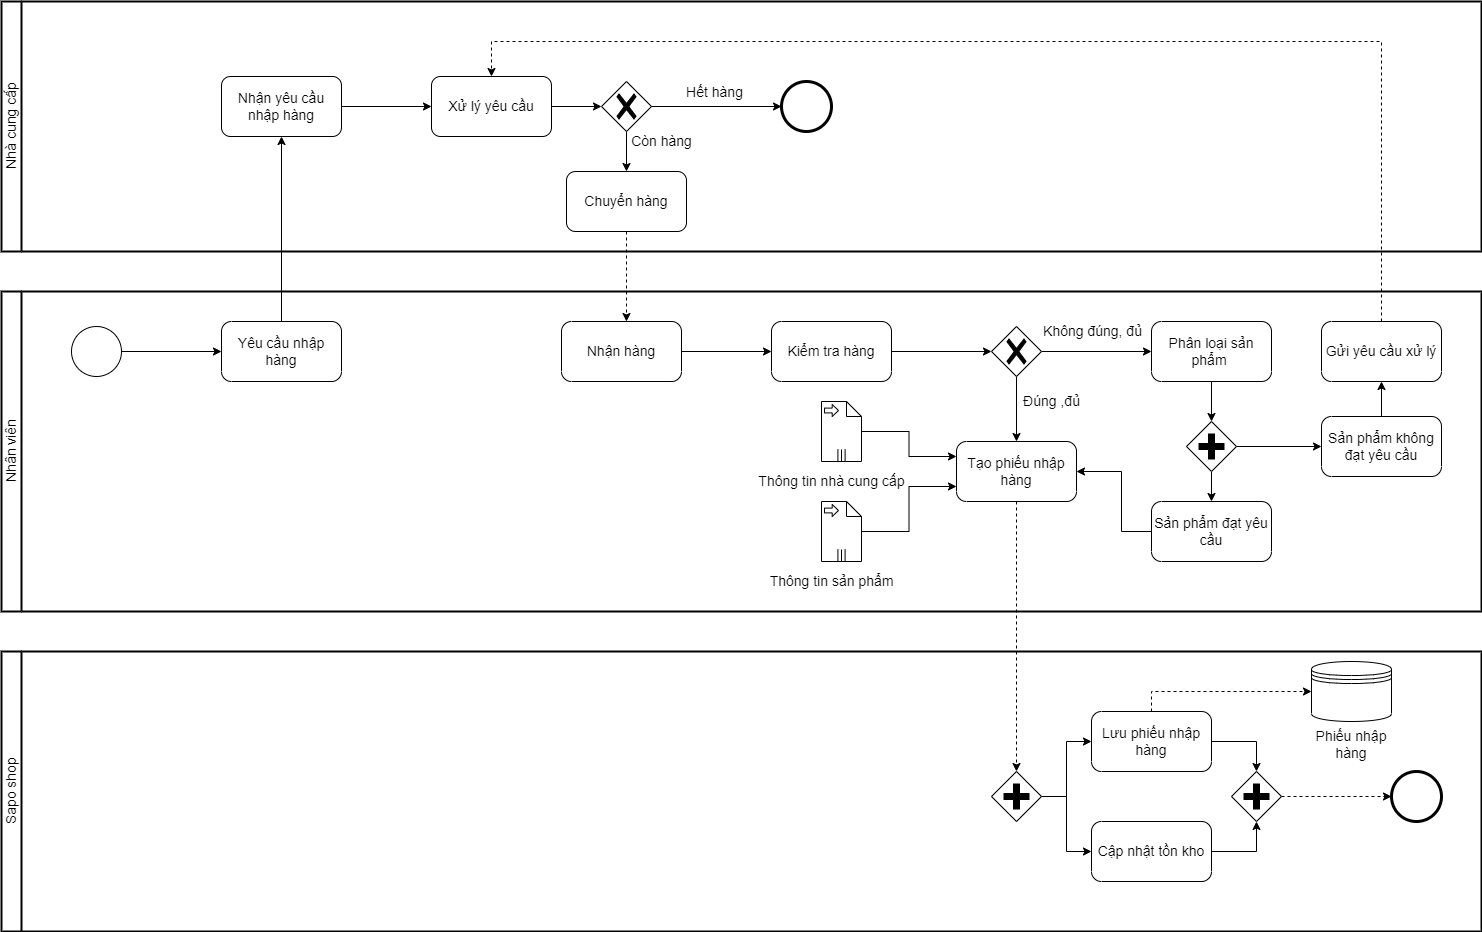 Nhà cung cấp
Nhận yêu cầu
nhập hàng
Xử lý yêu cầu
Hết hàng
Còn hàng
Chuyển hàng
Nhân viên
Yêu cầu nhập
hàng
Nhận hàng
Kiểm tra hàng
Không đúng, đủ
Phân loại sản
phẩm
Gửi yêu cầu xử lý
Đúng ,đủ
Thông tin nhà cung cấp
Tạo phiếu nhập
hàng
Sản phẩm không
đạt yêu cầu
Sản phẩm đạt yêu
cầu
Thông tin sản phẩm
Sapo shop
Lưu phiếu nhập
hàng
Phiếu nhập
hàng
Cập nhật tồn kho